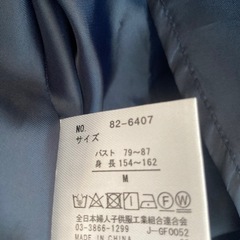 NO. 82-6407
サイズ
バスト 79~87
身長 154~162
M
全日本婦人子供服工業組合連合会
03-3866-1299 J-GF0052
MADE IN CHINA